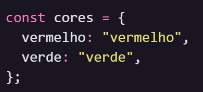 const cores = {
  vermelho: "vermelho",
  verde: "verde",
};